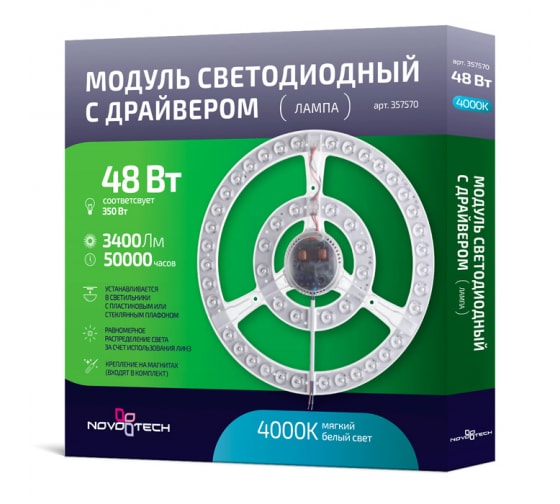 МОДУЛЬ СВЕТОДИОДНЫЙ
С ДРАЙВЕРОМ (ЛАМПА) арт. 357570
48 Вт
соответсвует
350 Вт
3400Лм
50000 часов
УСТАНАВЛИВАЕТСЯ
В СВЕТИЛЬНИКИ
С ПЛАСТИКОВЫМ ИЛИ
СТЕКЛЯННЫМ ПЛАФОНОМ
РАВНОМЕРНОЕ
РАСПРЕДЕЛЕНИЕ СВЕТА
ЗА СЧЕТ ИСПОЛЬЗОВАНИЯ ЛИНЗ
КРЕПЛЕНИЕ НА МАГНИТАХ
(ВХОДЯТ В КОМПЛЕКТ)
NOVOTECH
4000K мягкий
белый свет
арт. 357570
48 Вт
4000K
МОДУЛЬ СВЕТОДИОДНЫЙ
С ДРАЙВЕРОМ (ЛАМПА)
NOVOTECH